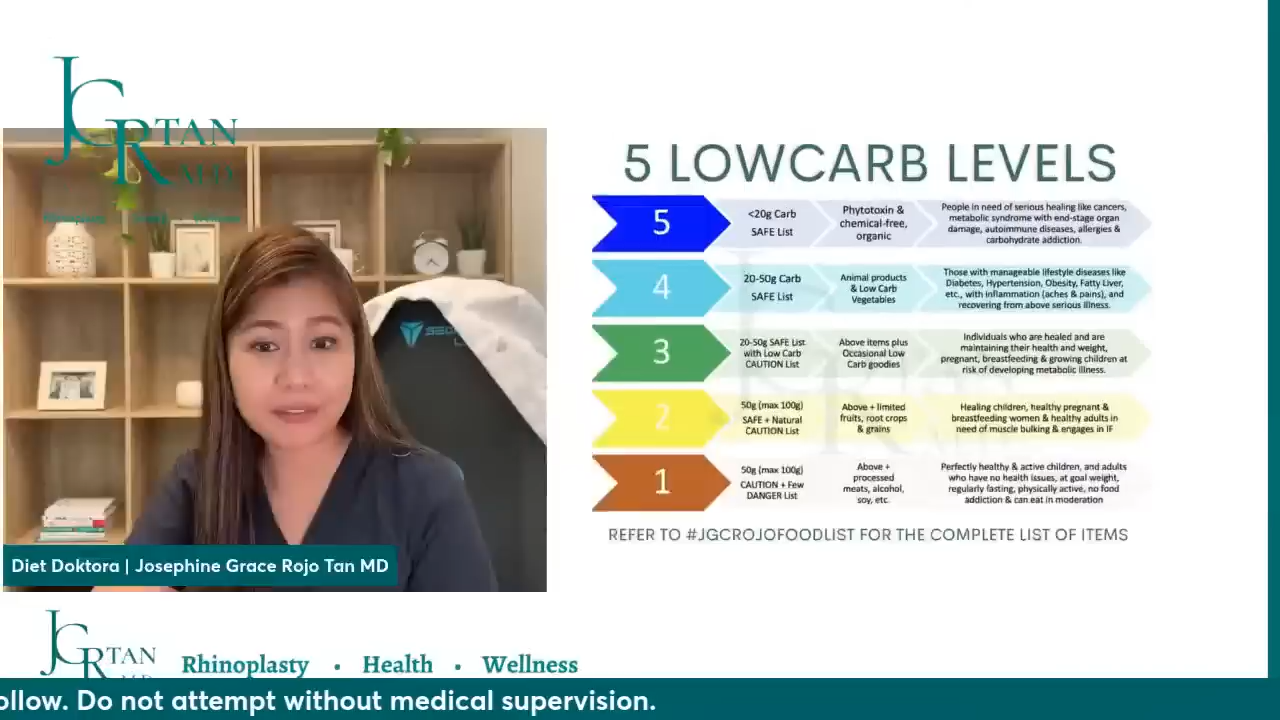 JGRTAN
M.D.
5 LOWCARB LEVELS
5
<20g Carb
SAFE List
Phytotoxin &
chemical-free,
organic
People in need of serious healing like cancers,
metabolic syndrome with end-stage organ
damage, autoimmune diseases, allergies &
carbohydrate addiction.
4
20-50g Carb
SAFE List
Animal products
& Low Carb
Vegetables
Those with manageable lifestyle diseases like
Diabetes, Hypertension, Obesity, Fatty Liver,
etc., with inflammation (aches & pains), and
recovering from above serious illness.
3
20-50g SAFE List
with Low Carb
CAUTION List
Above items plus
Occasional Low
Carb goodies
Individuals who are healed and are
maintaining their health and weight,
pregnant, breastfeeding & growing children at
risk of developing metabolic illness.
2
50g (max 100g)
SAFE + Natural
CAUTION List
Above + limited
fruits, root crops
& grains
Healing children, healthy pregnant &
breastfeeding women & healthy adults in
need of muscle bulking & engages in IF
1
50g (max 100g)
CAUTION + Few
DANGER List
Above +
processed
meats, alcohol,
soy, etc.
Perfectly healthy & active children, and adults
who have no health issues, at goal weight,
regularly fasting, physically active, no food
addiction & can eat in moderation
REFER TO #JGCROJOFOODLIST FOR THE COMPLETE LIST OF ITEMS
Diet Doktora | Josephine Grace Rojo Tan MD
JGRTAN
Rhinoplasty • Health • Wellness
ollow. Do not attempt without medical supervision.